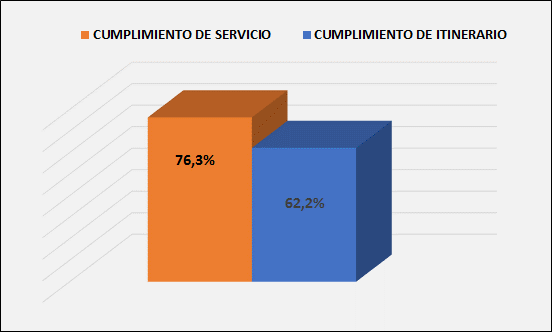 CUMPLIMIENTO DE SERVICIO CUMPLIMIENTO DE ITINERARIO
76,3%
62,2%